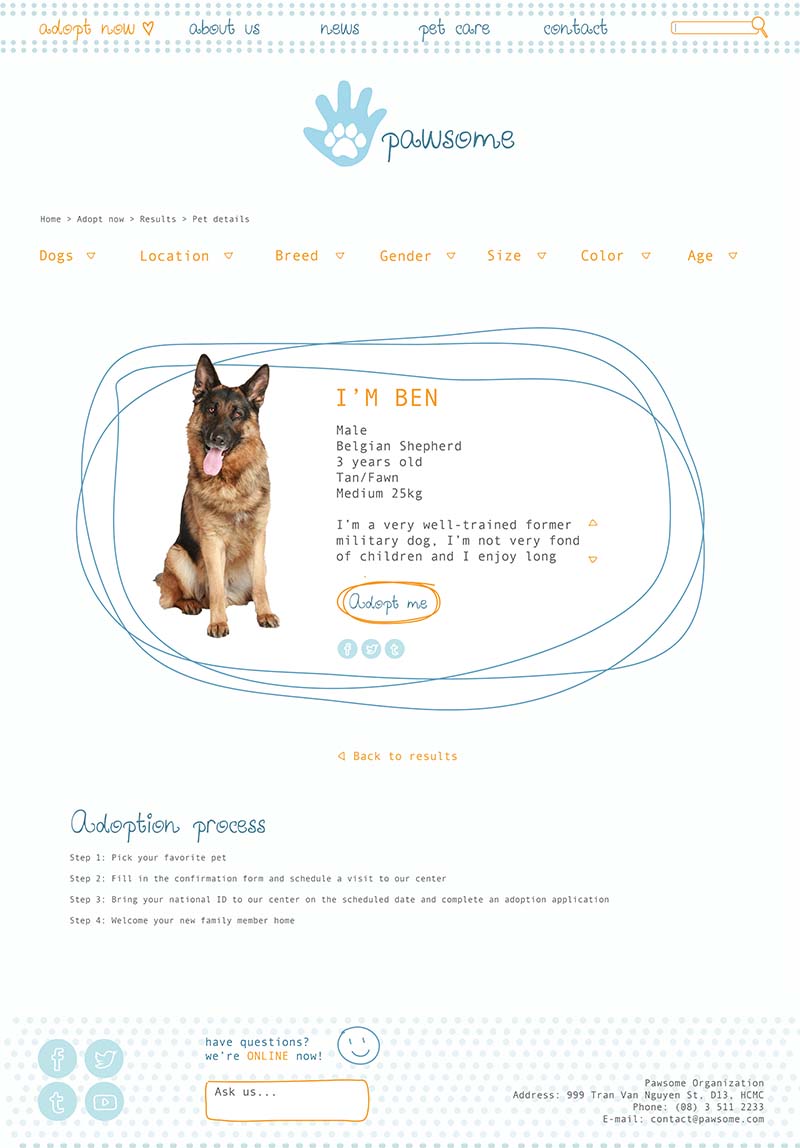 adopt now
about us
news
pet care
contact
pawsome
Home > Adopt now > Results > Pet details
Dogs
Location
Breed
Gender
Size
Color
Age
I'M BEN
Male
Belgian Shepherd
3 years old
Tan/Fawn
Medium 25kg
I'm a very well-trained former
military dog, I'm not very fond
of children and I enjoy long
Adopt me
Back to results
Adoption process
Step 1: Pick your favorite pet
Step 2: Fill in the confirmation form and schedule a visit to our center
Step 3: Bring your national ID to our center on the scheduled date and complete an adoption application
Step 4: Welcome your new family member home
have questions?
we're ONLINE now!
Ask us...
Pawsome Organization
Address: 999 Tran Van Nguyen St, D13, HCMC
Phone: (08) 3 511 2233
E-mail: contact@pawsome.com